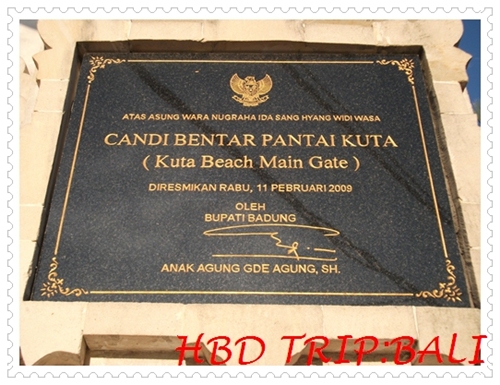 ATAS ASUNG WARA NUGRAHA IDA SANG HYANG WIDI WASA
CANDI BENTAR PANTAI KUTA
( Kuta Beach Main Gate )
DIRESMIKAN RABU, 11 PEBRUARI 2009
OLEH
BUPATI BADUNG
ANAK AGUNG GDE AGUNG, SH.
HBD TRIP:BALI